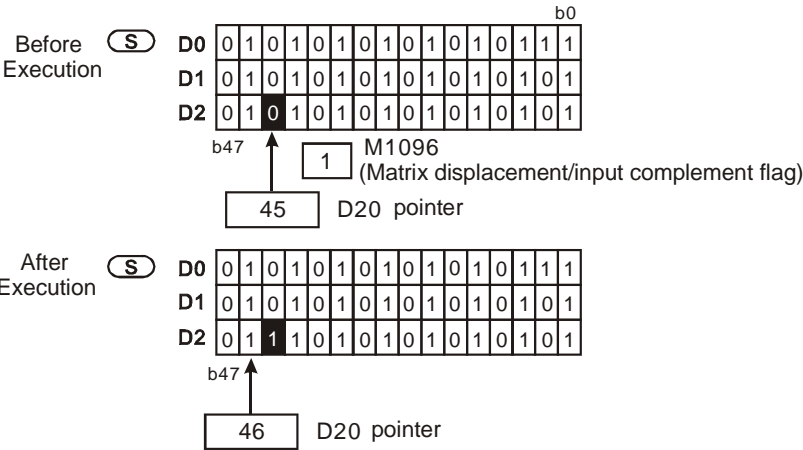 b0
Before Execution
S D0 0 1 0 1 0 1 0 1 0 1 0 1 0 1 1 1
D1 0 1 0 1 0 1 0 1 0 1 0 1 0 1 0 1
D2 0 1 0 1 0 1 0 1 0 1 0 1 0 1 0 1
b47
1 M1096
(Matrix displacement/input complement flag)
45 D20 pointer
After Execution
S D0 0 1 0 1 0 1 0 1 0 1 0 1 0 1 1 1
D1 0 1 0 1 0 1 0 1 0 1 0 1 0 1 0 1
D2 0 1 1 1 0 1 0 1 0 1 0 1 0 1 0 1
b47
46 D20 pointer